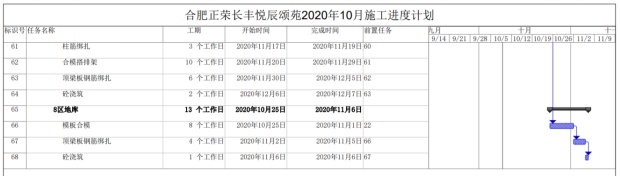 合肥正荣长丰悦辰颂苑2020年10月施工进度计划
标识号 任务名称 工期 开始时间 完成时间 前置任务 九月 十月 十一
9/14 9/21 9/28 10/5 10/12 10/19 10/26 11/2 11/9
61 柱筋绑扎 3 个工作日 2020年11月17日 2020年11月19日 60
62 合模搭排架 10 个工作日 2020年11月20日 2020年11月29日 61
63 顶梁板钢筋绑扎 6 个工作日 2020年11月30日 2020年12月5日 62
64 砼浇筑 2 个工作日 2020年12月6日 2020年12月7日 63
65 8区地库 13 个工作日 2020年10月25日 2020年11月6日
66 模板合模 8 个工作日 2020年10月25日 2020年11月1日 22
67 顶梁板钢筋绑扎 4 个工作日 2020年11月2日 2020年11月5日 66
68 砼浇筑 1 个工作日 2020年11月6日 2020年11月6日 67